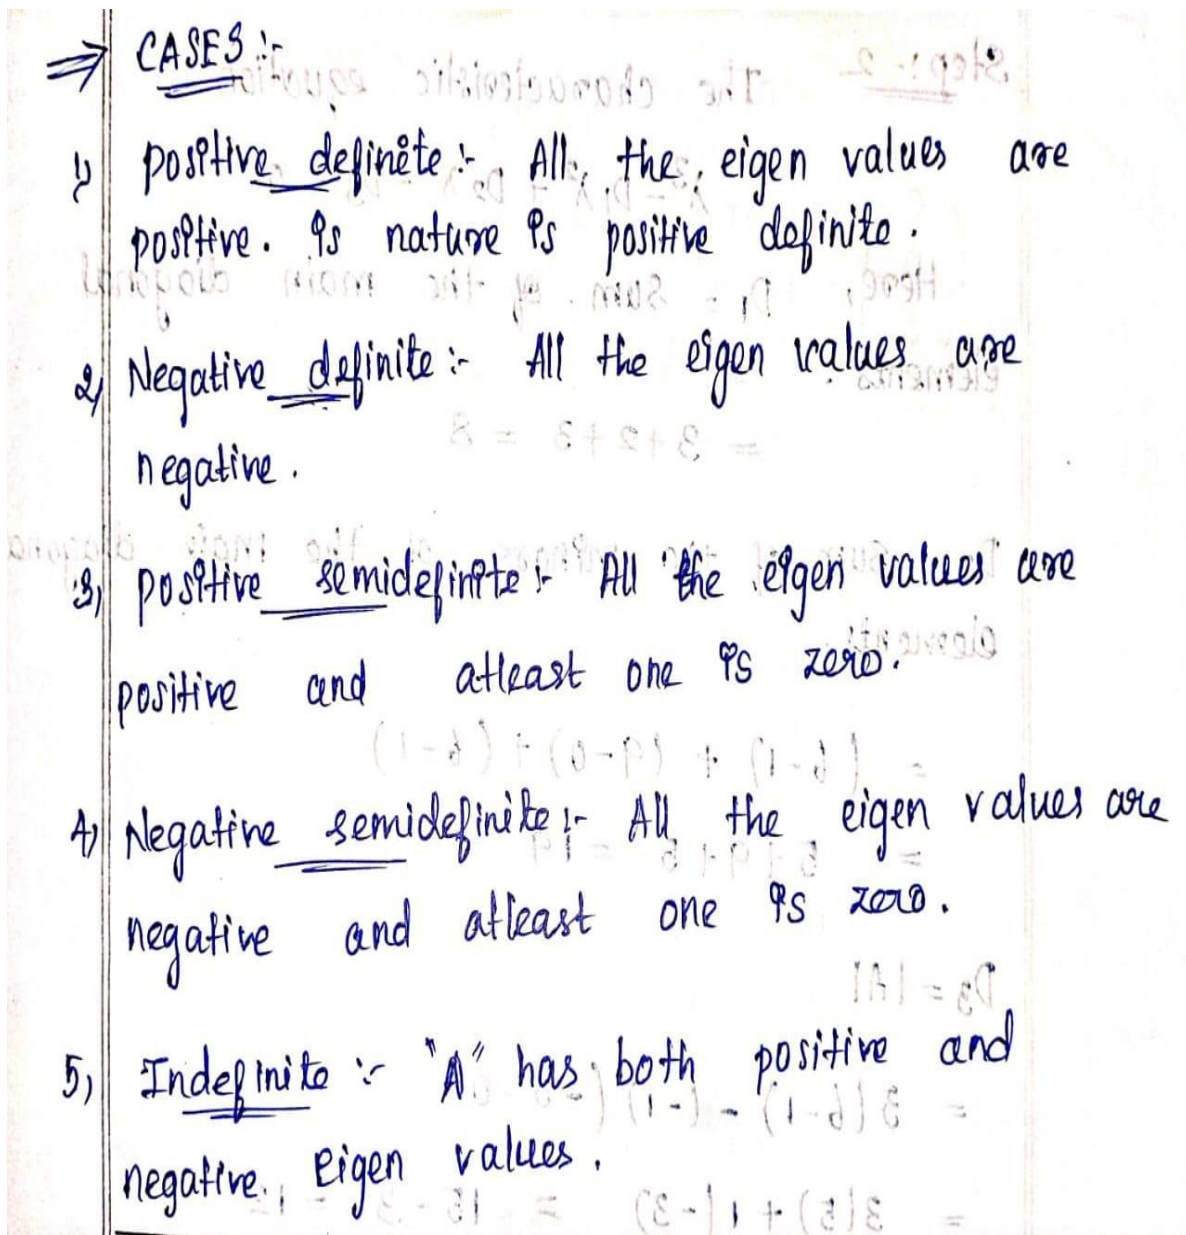 ⇒ CASES :-
1) positive definite :- All the eigen values are
positive. is nature is positive definite.
2) Negative definite :- All the eigen values are
negative.
3) positive semidefinite :- All the eigen values are
positive and atleast one is zero.
4) Negative semidefinite :- All the eigen values are
negative and atleast one is zero.
5) Indefinite :- "A" has both positive and
negative Eigen values.